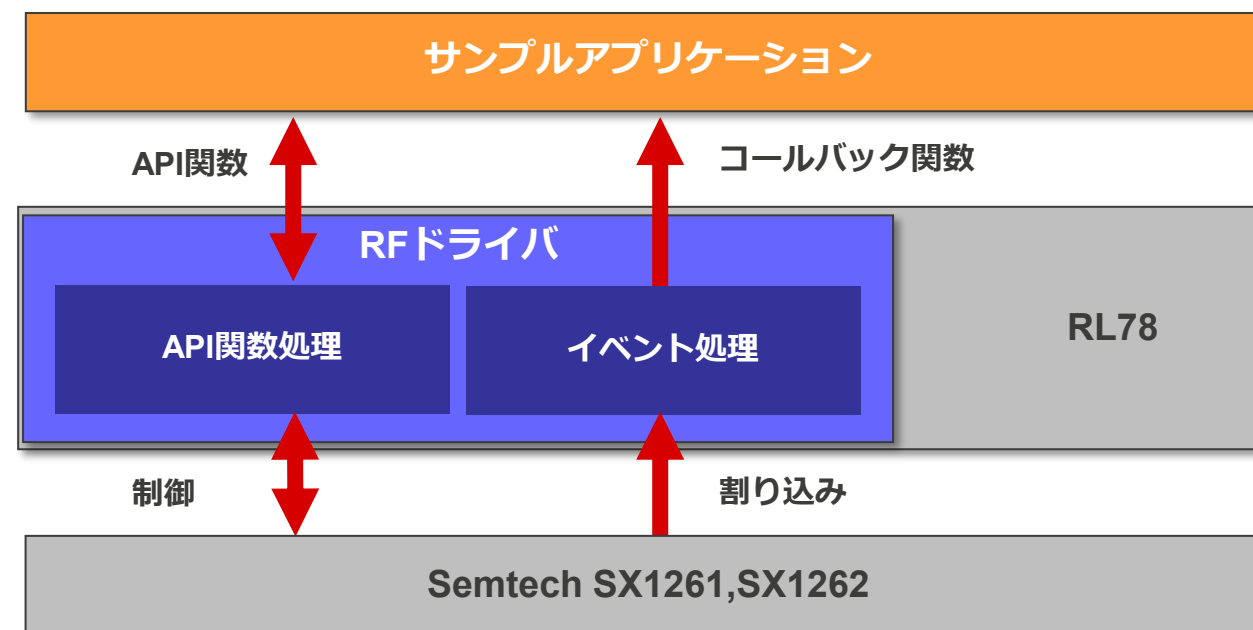 サンプルアプリケーション
API関数
コールバック関数
RFドライバ
API関数処理
イベント処理
RL78
制御
割り込み
Semtech SX1261,SX1262